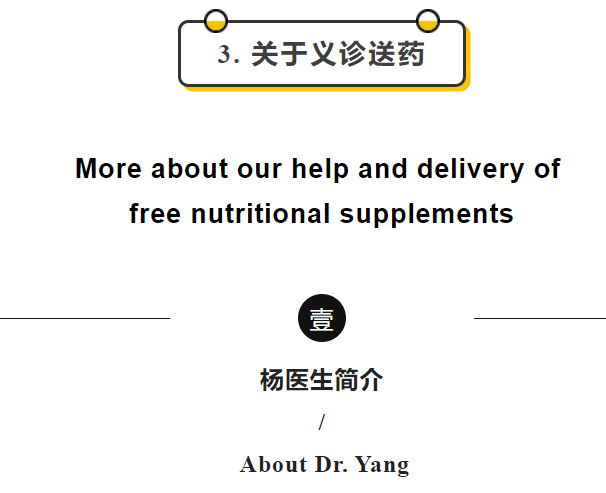 3. 关于义诊送药
More about our help and delivery of
free nutritional supplements
壹
杨医生简介
/
About Dr. Yang